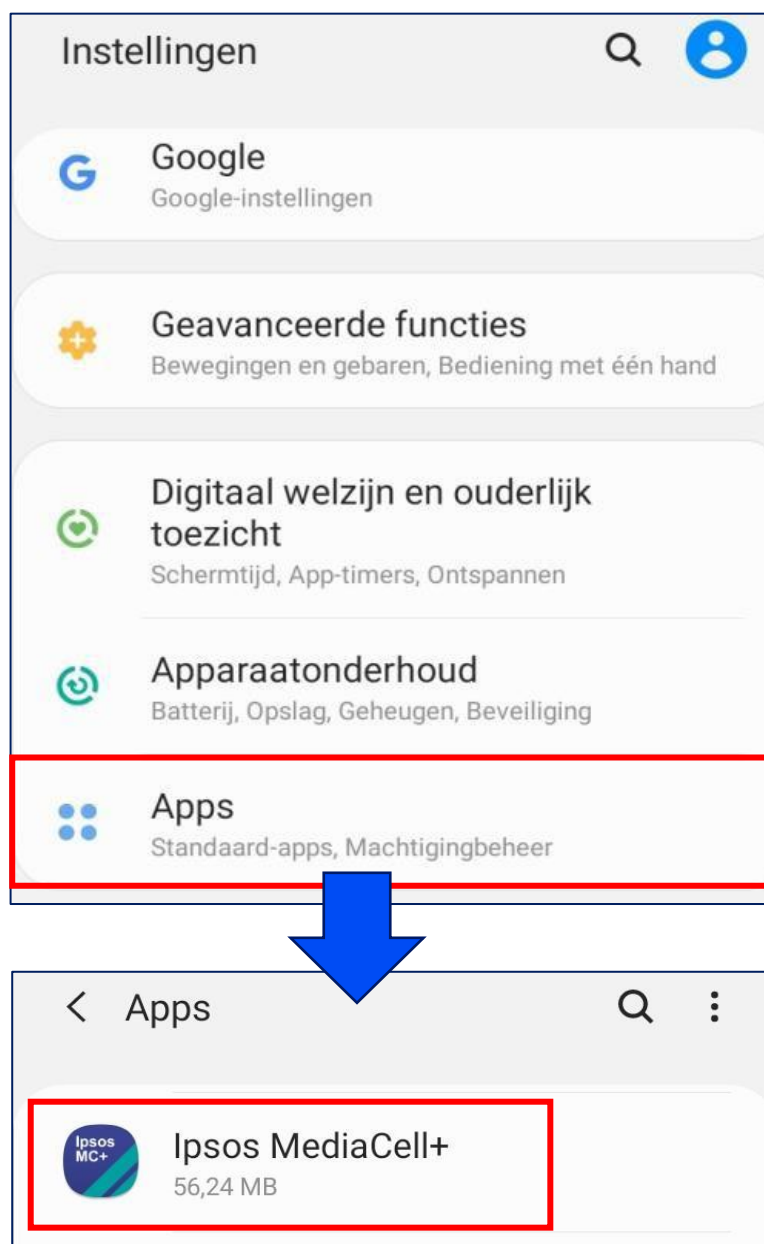 Instellingen
Google
Google-instellingen
Geavanceerde functies
Bewegingen en gebaren, Bediening met één hand
Digitaal welzijn en ouderlijk
toezicht
Schermtijd, App-timers, Ontspannen
Apparaatonderhoud
Batterij, Opslag, Geheugen, Beveiliging
Apps
Standaard-apps, Machtigingbeheer
Apps
Ipsos
MC+
Ipsos MediaCell+
56,24 MB